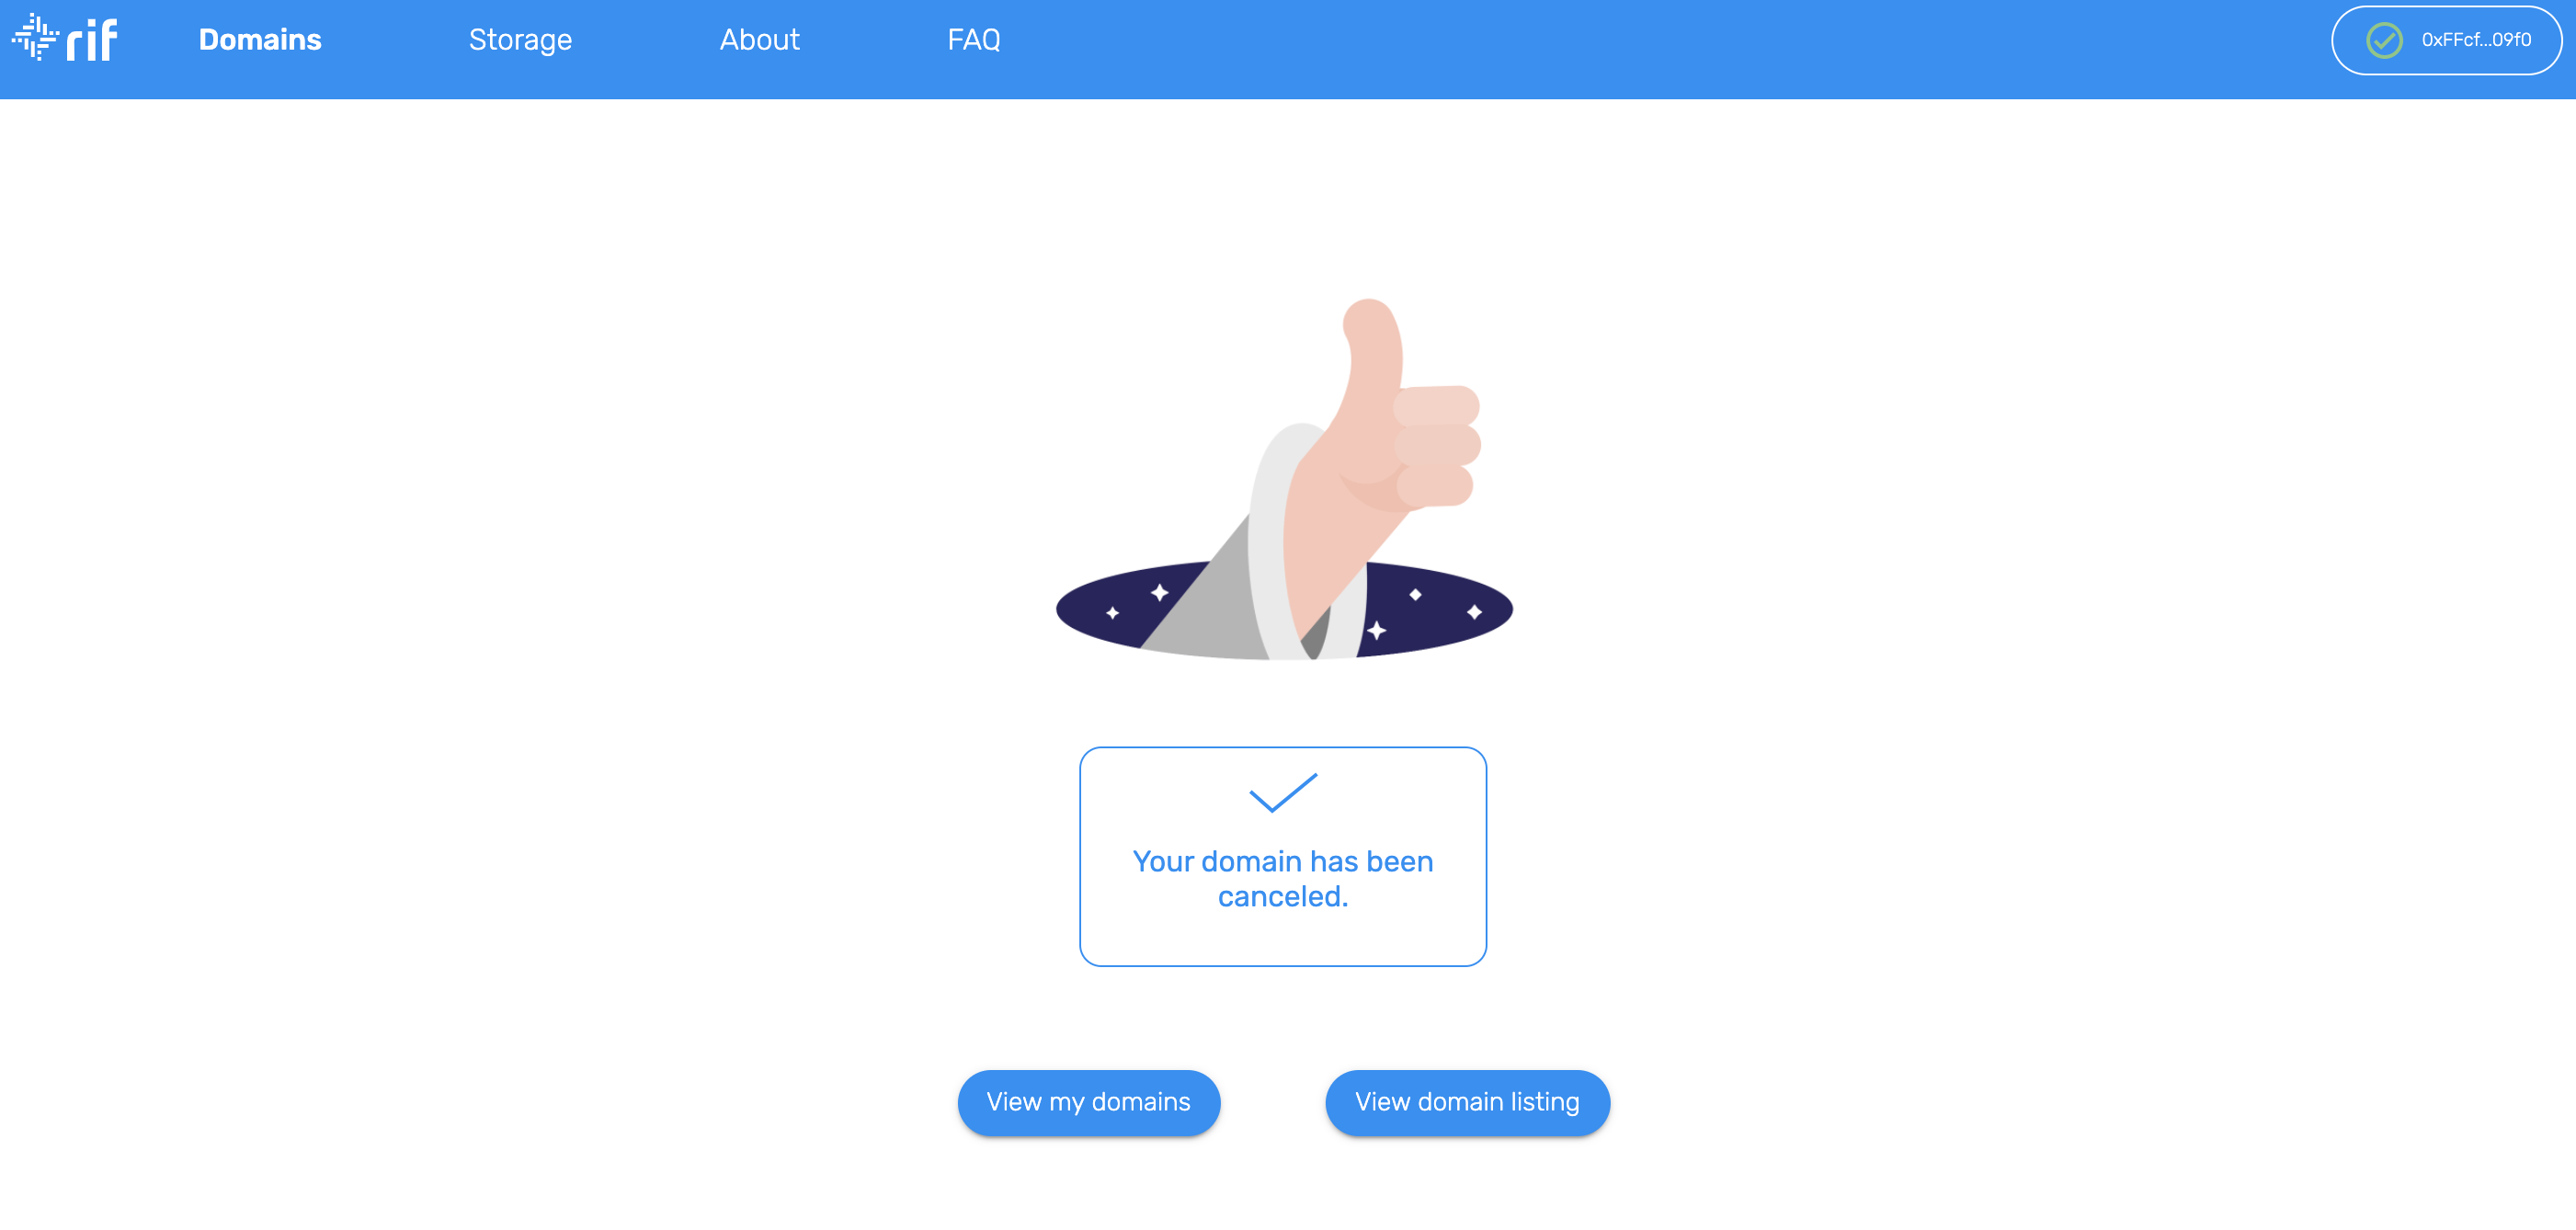 rif
Domains
Storage
About
FAQ
0xFFcf...09f0
Your domain has been
canceled.
View my domains
View domain listing